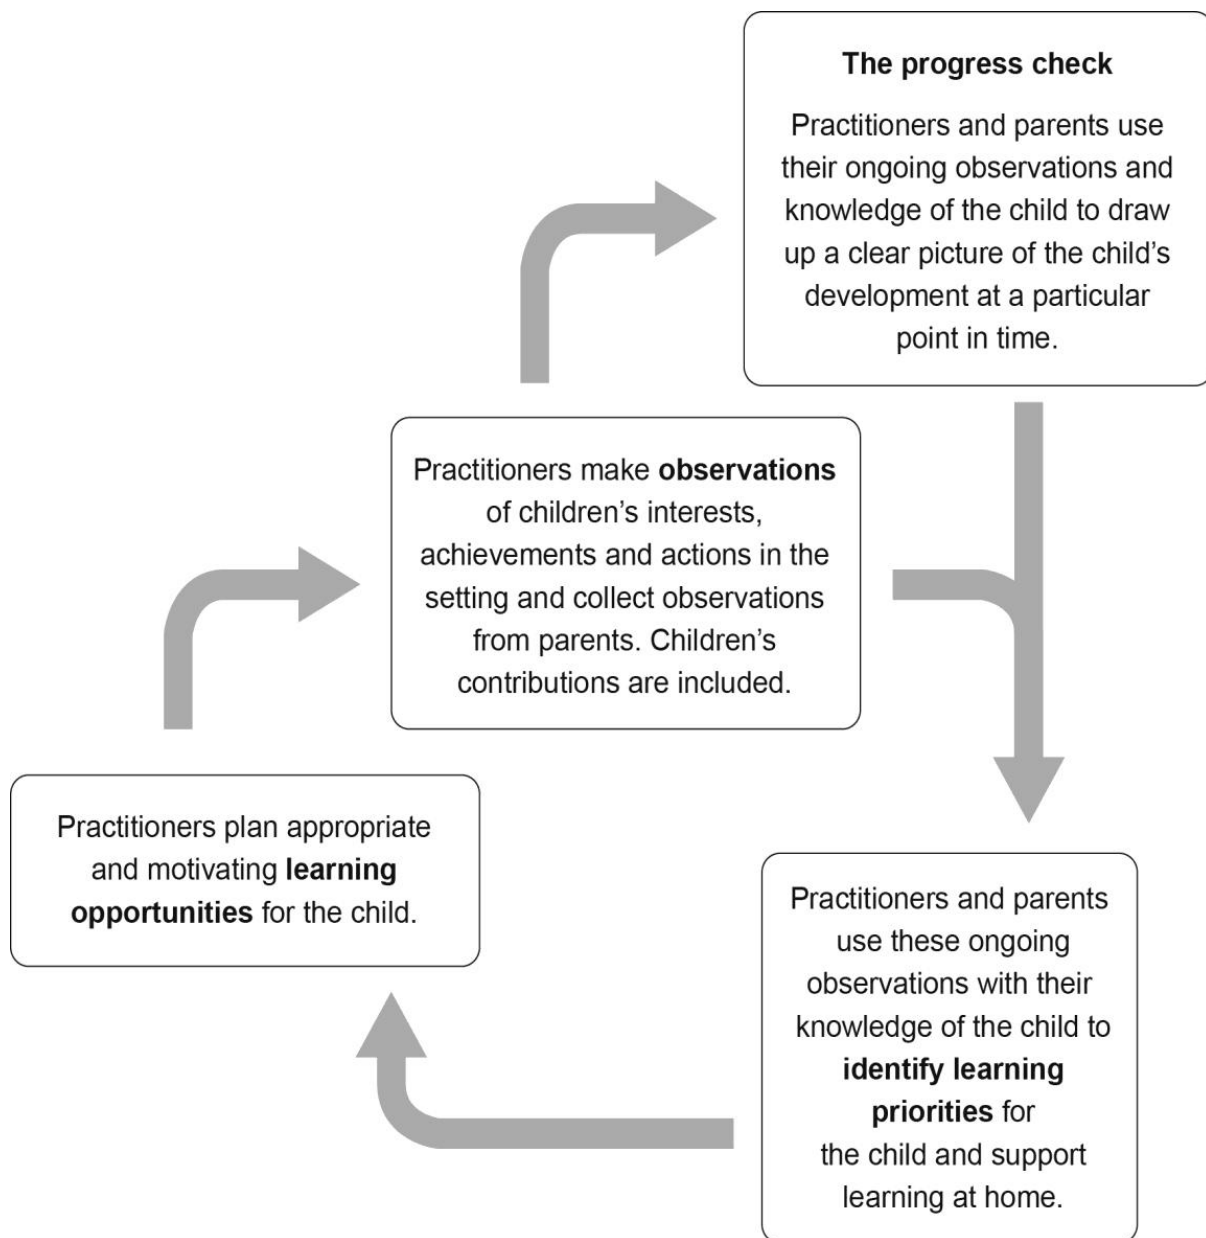 The progress check
Practitioners and parents use
their ongoing observations and
knowledge of the child to draw
up a clear picture of the child’s
development at a particular
point in time.
Practitioners make observations
of children’s interests,
achievements and actions in the
setting and collect observations
from parents. Children’s
contributions are included.
Practitioners plan appropriate
and motivating learning
opportunities for the child.
Practitioners and parents
use these ongoing
observations with their
knowledge of the child to
identify learning
priorities for
the child and support
learning at home.